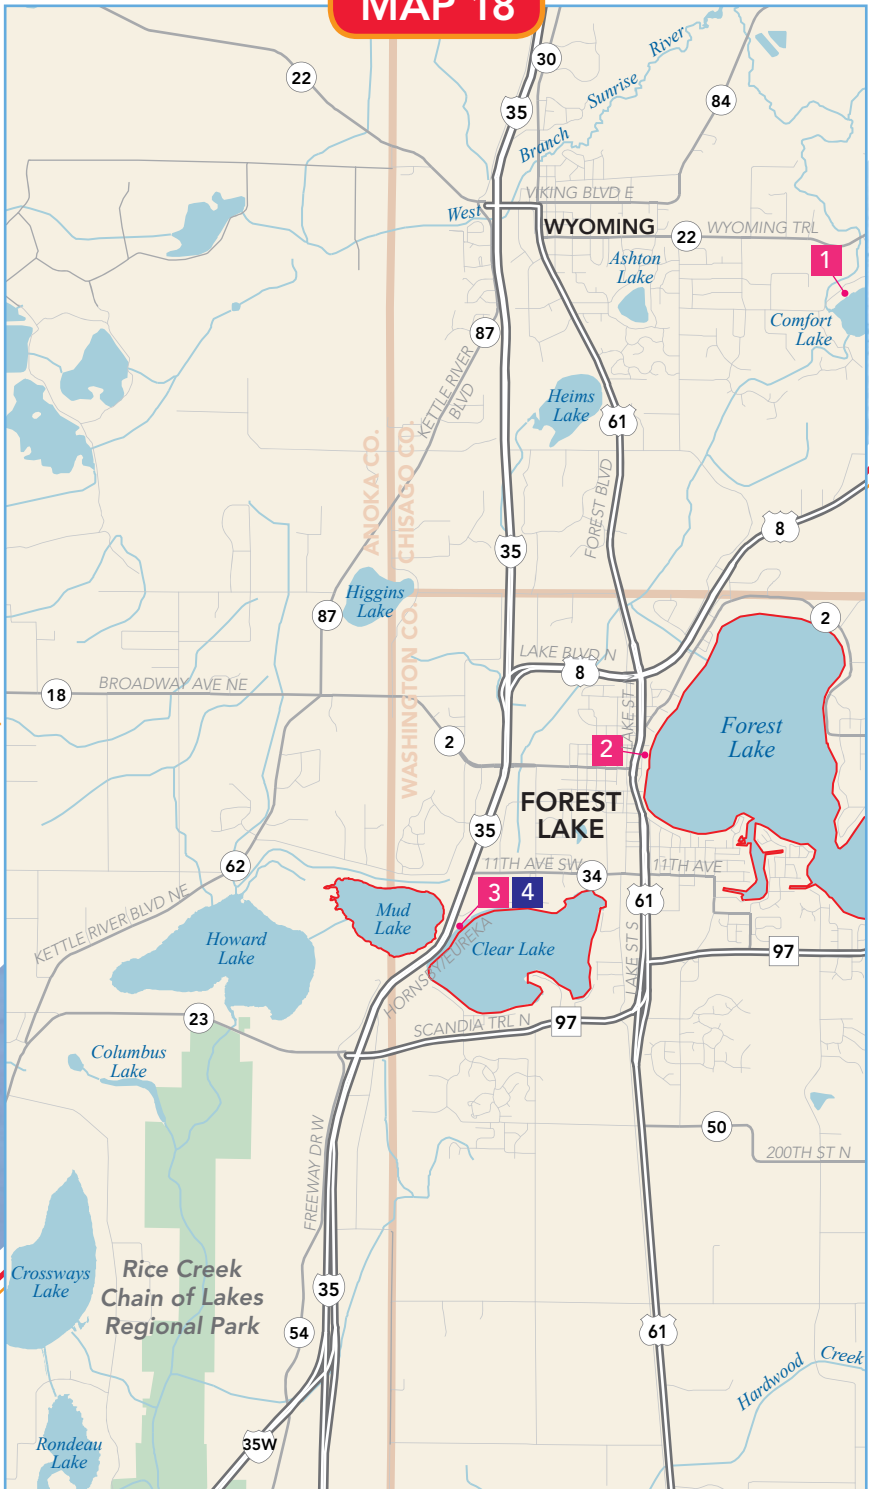 MAP 18
30
22
River
Sunrise
84
35
Branch
VIKING BLVD E
West
WYOMING
22
WYOMING TRL
Ashton
Lake
1
Comfort
Lake
87
KETTLE RIVER
BLVD
Heims
Lake
61
ANOKA CO.
CHISAGO CO.
FOREST BLVD
8
35
Higgins
Lake
87
2
WASHINGTON CO.
LAKE BLVD N
8
18
BROADWAY AVE NE
LAKE ST N
Forest
Lake
2
2
FOREST
LAKE
35
11TH AVE SW
34
11TH AVE
62
3
4
61
KETTLE RIVER BLVD NE
Mud
Lake
Howard
Lake
Clear Lake
HORNSBY/EUREKA
LAKE ST S
97
23
SCANDIA TRL N
97
Columbus
Lake
50
200TH ST N
FREEWAY DR W
Crossways
Lake
Rice Creek
Chain of Lakes
Regional Park
35
54
61
Hardwood
Creek
35W
Rondeau
Lake